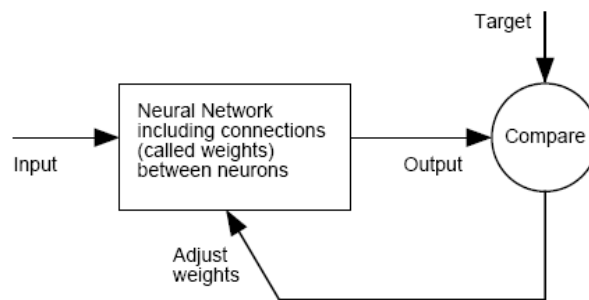 Target
Neural Network
including connections
(called weights)
between neurons
Compare
Input
Output
Adjust
weights